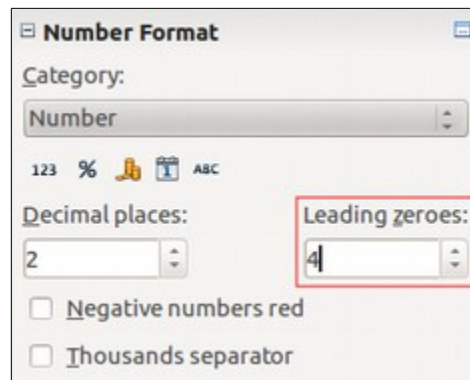 Number Format
Category:
Number
123 % ABC
Decimal places: Leading zeroes:
2 4
Negative numbers red
Thousands separator